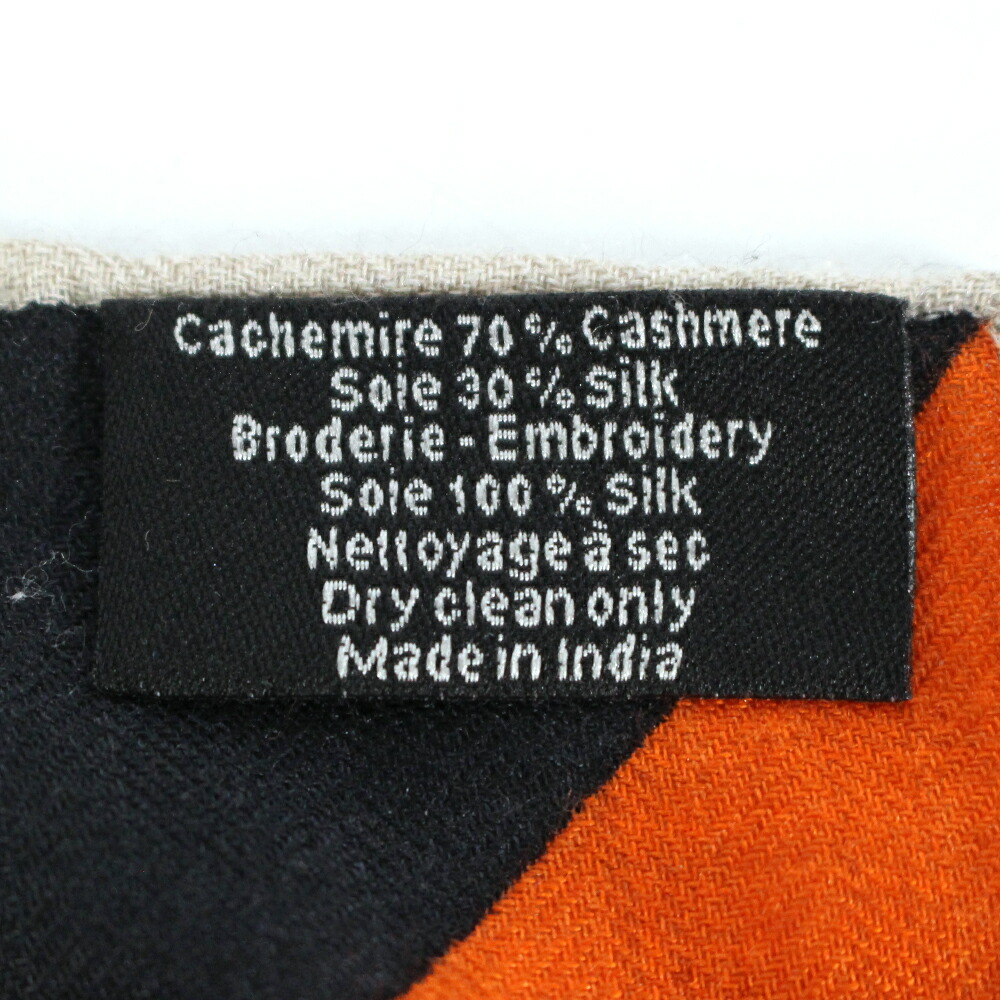 Cachemire 70 % Cashmere
Soie 30 % Silk
Broderie - Embroidery
Soie 100 % Silk
Nettoyage à sec
Dry clean only
Made in India